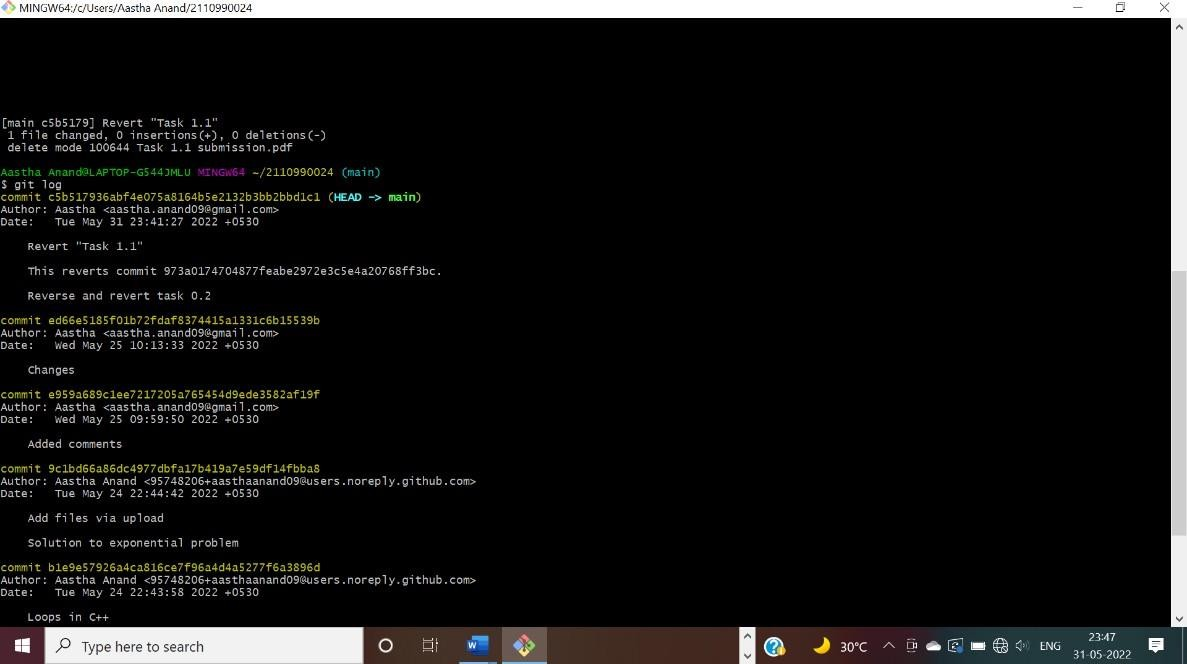 MINGW64:/c/Users/Aastha Anand/2110990024
[main c5b5179] Revert "Task 1.1"
1 file changed, 0 insertions(+), 0 deletions(-)
delete mode 100644 Task 1.1 submission.pdf
Aastha Anand@LAPTOP-G544JMLU MINGW64 ~/2110990024 (main)
$ git log
commit c5b517936abf4e075a8164b5e2132b3bb2bbd1c1 (HEAD -> main)
Author: Aastha <aastha.anand09@gmail.com>
Date: Tue May 31 23:41:27 2022 +0530
Revert "Task 1.1"
This reverts commit 973a0174704877feabe2972e3c5e4a20768ff3bc.
Reverse and revert task 0.2
commit ed66e5185f01b72fdaf8374415a1331c6b15539b
Author: Aastha <aastha.anand09@gmail.com>
Date: Wed May 25 10:13:33 2022 +0530
Changes
commit e959a689c1ee7217205a765454d9ede3582af19f
Author: Aastha <aastha.anand09@gmail.com>
Date: Wed May 25 09:59:50 2022 +0530
Added comments
commit 9c1bd66a86dc4977dbfa17b419a7e59df14fbba8
Author: Aastha Anand <95748206+aasthaanand09@users.noreply.github.com>
Date: Tue May 24 22:44:42 2022 +0530
Add files via upload
Solution to exponential problem
commit b1e9e57926a4ca816ce7f96a4d4a5277f6a3896d
Author: Aastha Anand <95748206+aasthaanand09@users.noreply.github.com>
Date: Tue May 24 22:43:58 2022 +0530
Loops in C++
Type here to search
W
30°C
ENG
23:47
31-05-2022